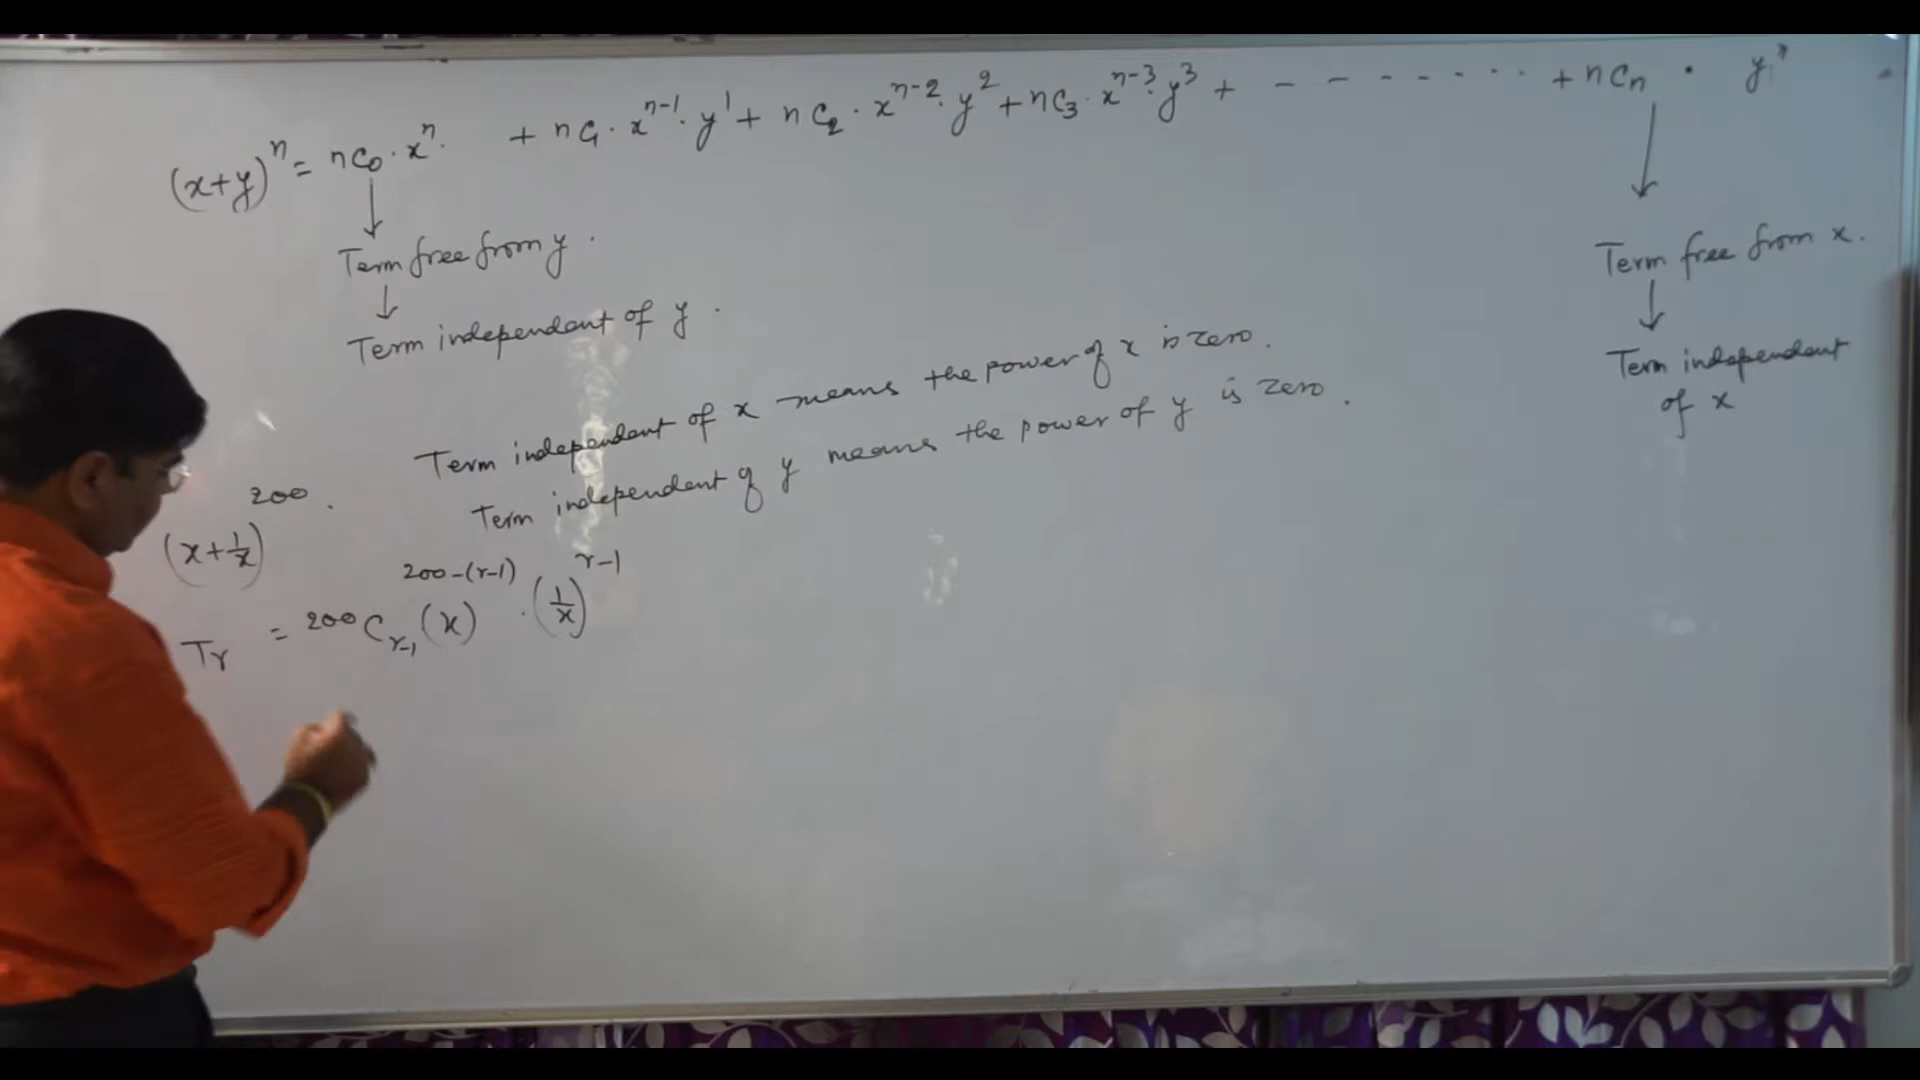 (x+y)^n = nC0 · x^n · + nC1 · x^(n-1) · y^1 + nC2 · x^(n-2) · y^2 + nC3 · x^(n-3) · y^3 + - - - - - - · · · + nCn · y^n
↓ ↓
Term free from y . Term free from x .
↓ ↓
Term independent of y . Term independent of x
Term independent of x means the power of x is zero .
Term independent of y means the power of y is zero .
(x+1/x)^200 .
Tr = 200C(r-1) (x)^(200-(r-1)) · (1/x)^(r-1)